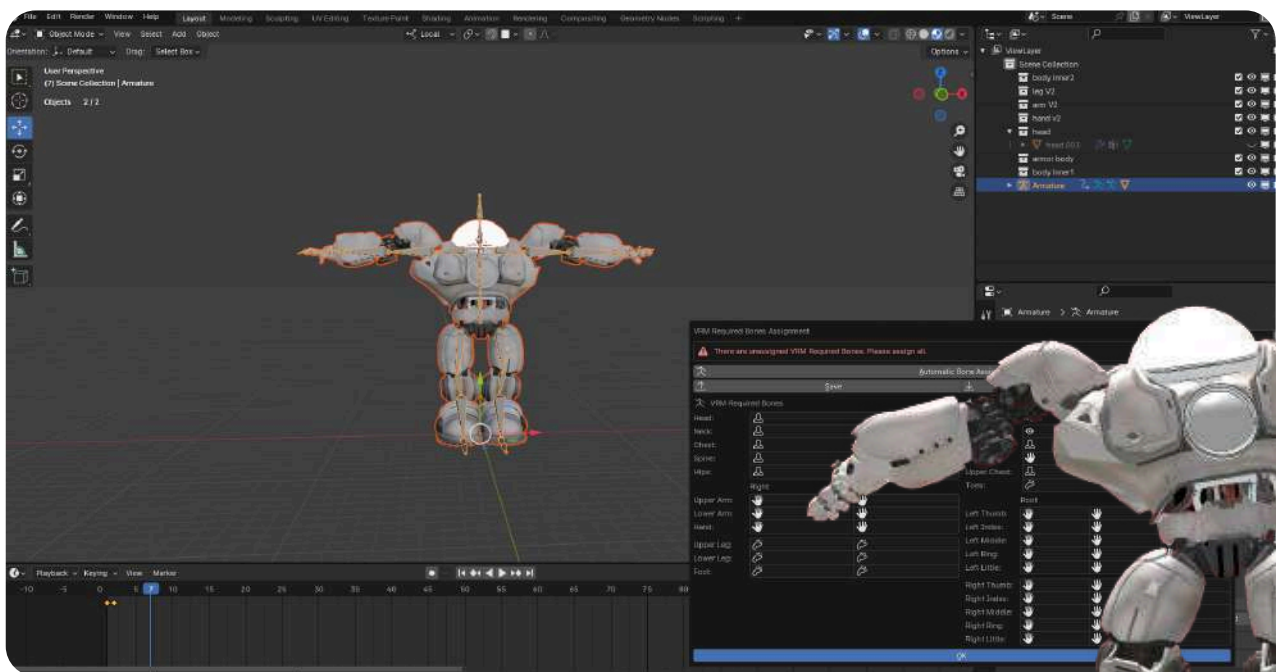 File Edit Render Window Help Layout Modeling Sculpting UV Editing Texture Paint Shading Animation Rendering Compositing Geometry Nodes Scripting + Scene ViewLayer
Object Mode View Select Add Object Local
Orientation: Default Drag: Select Box Options
ViewLayer
User Perspective
(7) Scene Collection | Armature
Objects 2/2
Scene Collection
body inner2
leg V2
arm V2
hand v2
head
head.003
armor body
body inner1
Armature
Armature > Armature
VRM Required Bones Assignment
There are unassigned VRM Required Bones. Please assign all.
Automatic Bone
Save
VRM Required Bones
Head:
Neck:
Chest:
Spine:
Hips:
Upper Chest:
Toes:
Right
Root
Upper Arm:
Lower Arm:
Hand:
Upper Leg:
Lower Leg:
Foot:
Left Thumb:
Left Index:
Left Middle:
Left Ring:
Left Little:
Right Thumb:
Right Index:
Right Middle:
Right Ring:
Right Little:
OK
Playback Keying View Marker
-10 -5 0 5 7 10 15 20 25 30 35 40 45 50 55 60 65 70 75 80